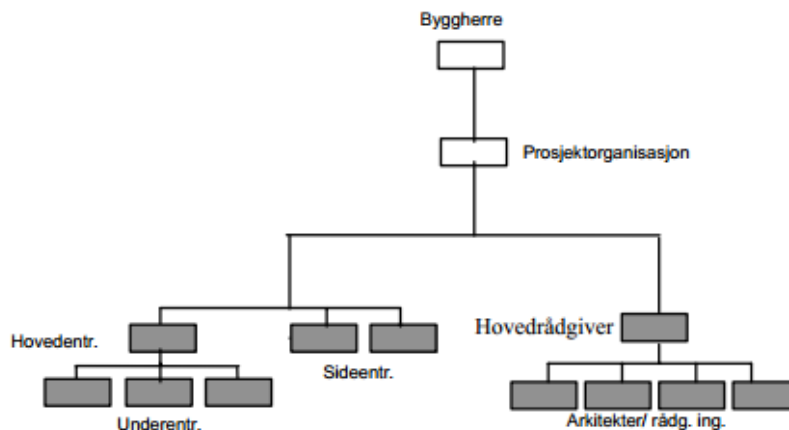 Byggherre
Prosjektorganisasjon
Hovedentr.
Sideentr.
Hovedrådgiver
Underentr.
Arkitekter/ rådg. ing.